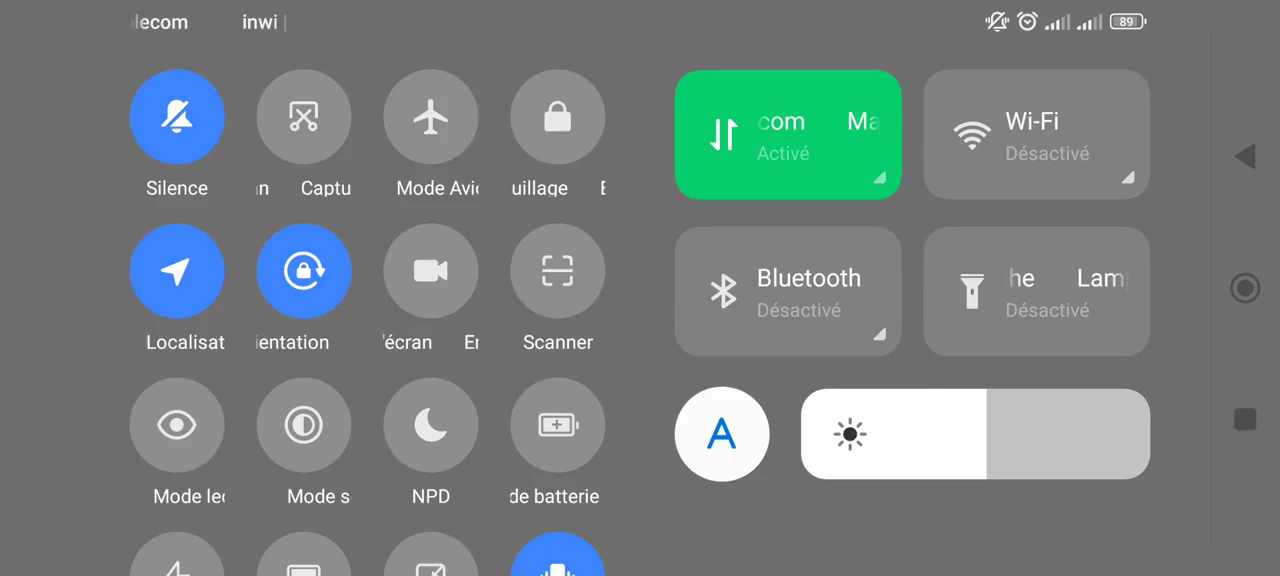 lecom inwi
89
Silence
Captu
Mode Avi
uillage
Localisat
ientation
'écran
Scanner
Mode lec
Mode s
NPD
de batterie
com Ma
Activé
Wi-Fi
Désactivé
Bluetooth
Désactivé
he Lam
Désactivé
A